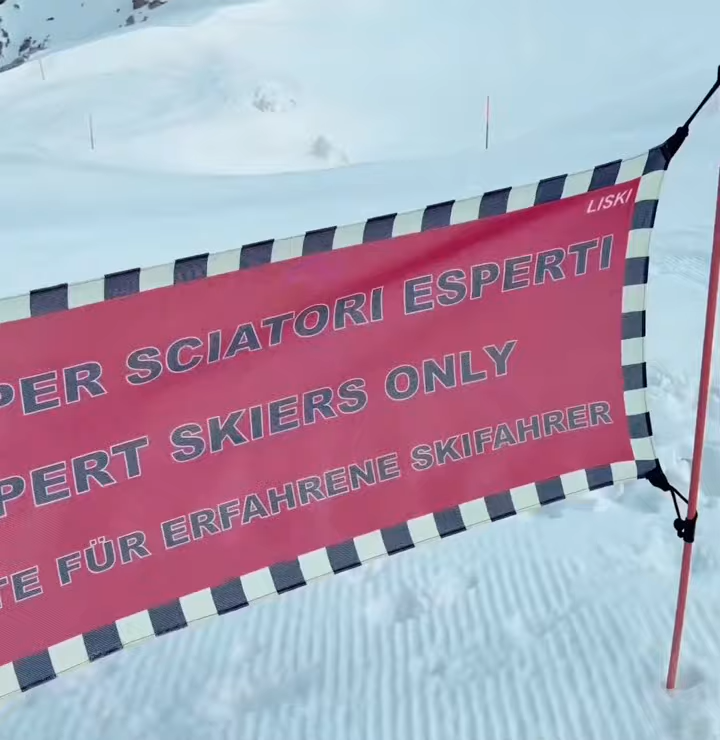 LISKI
PER SCIATORI ESPERTI
PERT SKIERS ONLY
TE FÜR ERFAHRENE SKIFAHRER